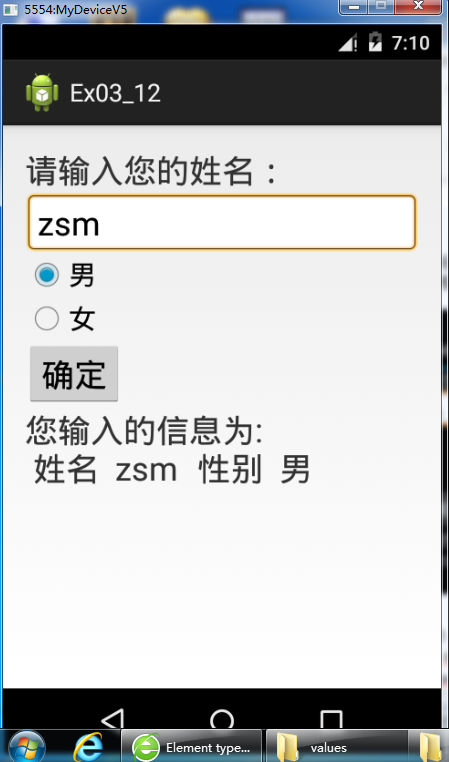 5554:MyDeviceV5
7:10
Ex03_12
请输入您的姓名：
zsm
男
女
确定
您输入的信息为:
姓名 zsm 性别 男
Element type...
values